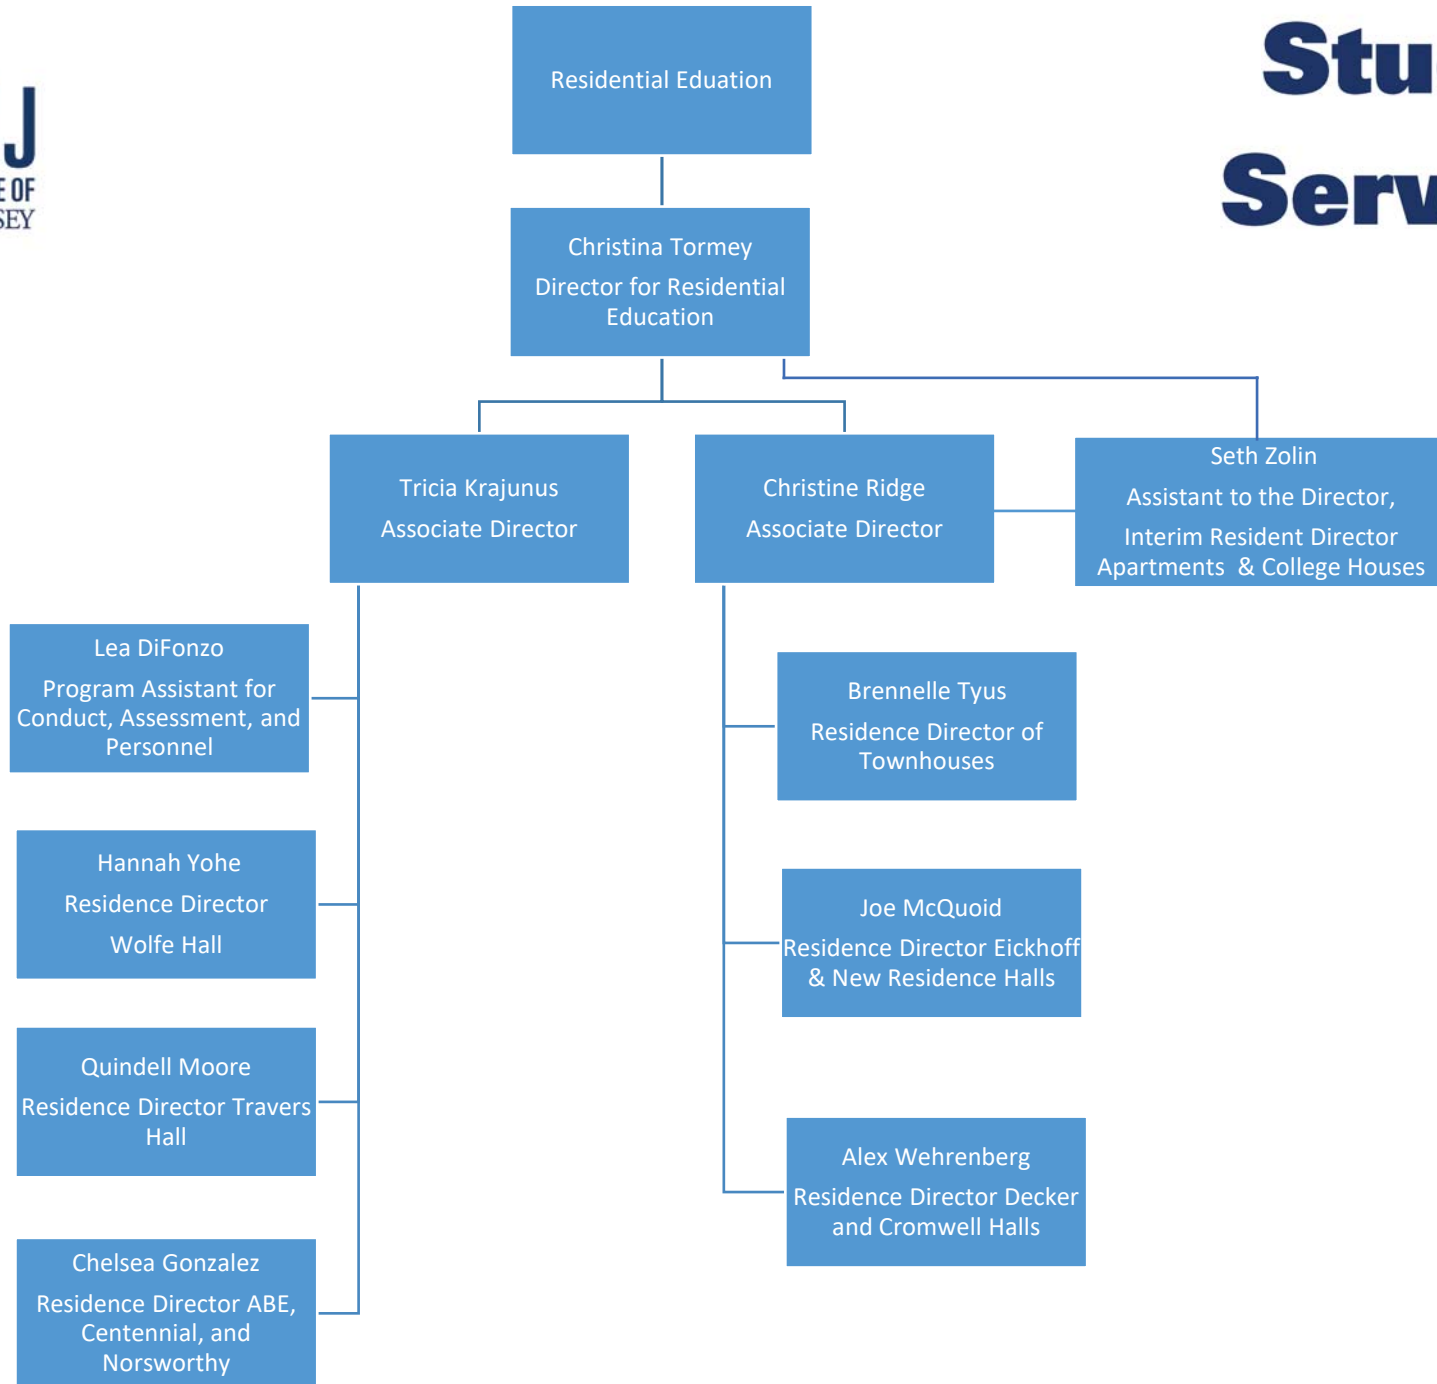 Residential Eduation
Stu
J
E OF
SEY
Serv
Christina Tormey
Director for Residential
Education
Tricia Krajunus
Associate Director
Christine Ridge
Associate Director
Seth Zolin
Assistant to the Director,
Interim Resident Director
Apartments & College Houses
Lea DiFonzo
Program Assistant for
Conduct, Assessment, and
Personnel
Brennelle Tyus
Residence Director of
Townhouses
Hannah Yohe
Residence Director
Wolfe Hall
Joe McQuoid
Residence Director Eickhoff
& New Residence Halls
Quindell Moore
Residence Director Travers
Hall
Alex Wehrenberg
Residence Director Decker
and Cromwell Halls
Chelsea Gonzalez
Residence Director ABE,
Centennial, and
Norsworthy